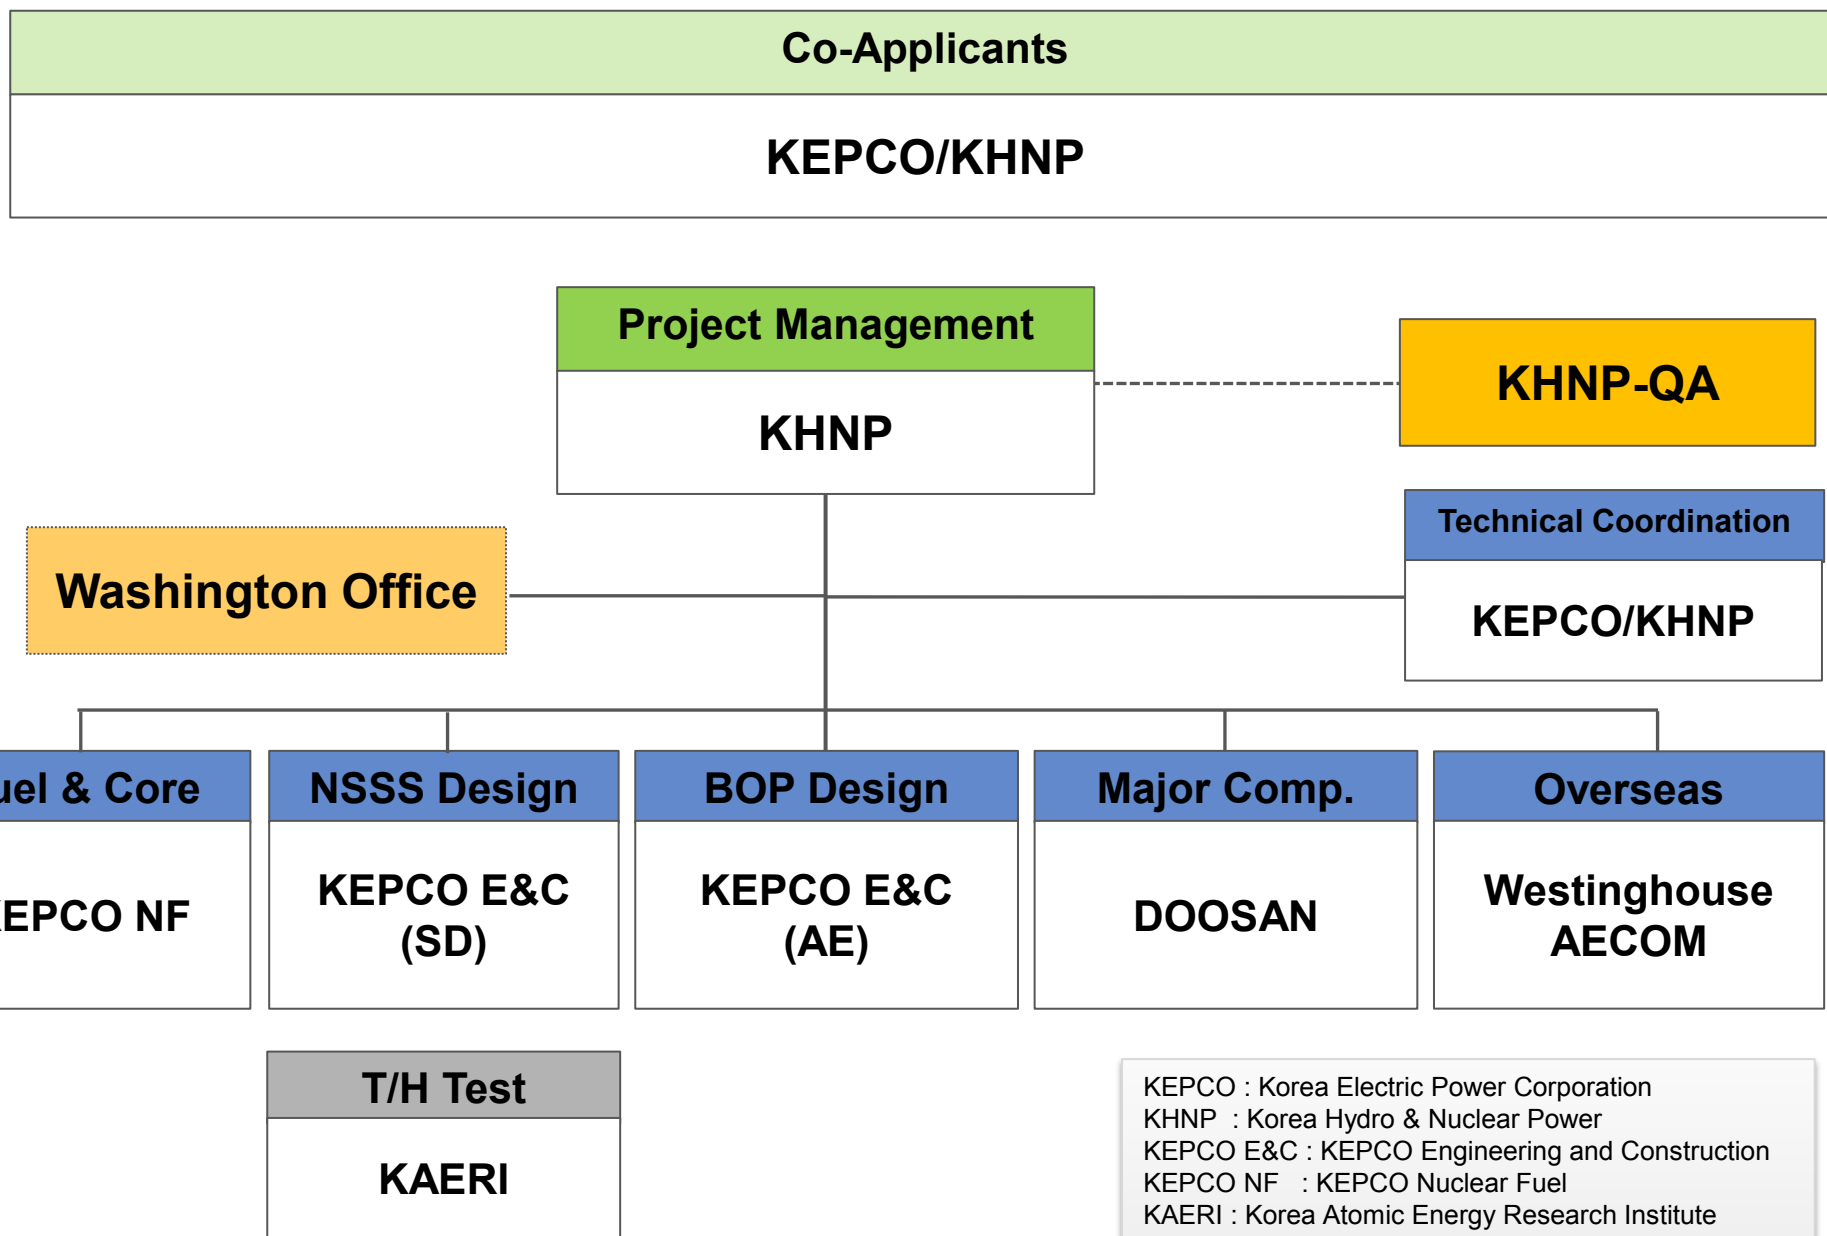 Co-Applicants
KEPCO/KHNP
Project Management
KHNP
KHNP-QA
Washington Office
Technical Coordination
KEPCO/KHNP
uel & Core
EPCO NF
NSSS Design
KEPCO E&C
(SD)
BOP Design
KEPCO E&C
(AE)
Major Comp.
DOOSAN
Overseas
Westinghouse
AECOM
T/H Test
KAERI
KEPCO : Korea Electric Power Corporation
KHNP : Korea Hydro & Nuclear Power
KEPCO E&C : KEPCO Engineering and Construction
KEPCO NF : KEPCO Nuclear Fuel
KAERI : Korea Atomic Energy Research Institute